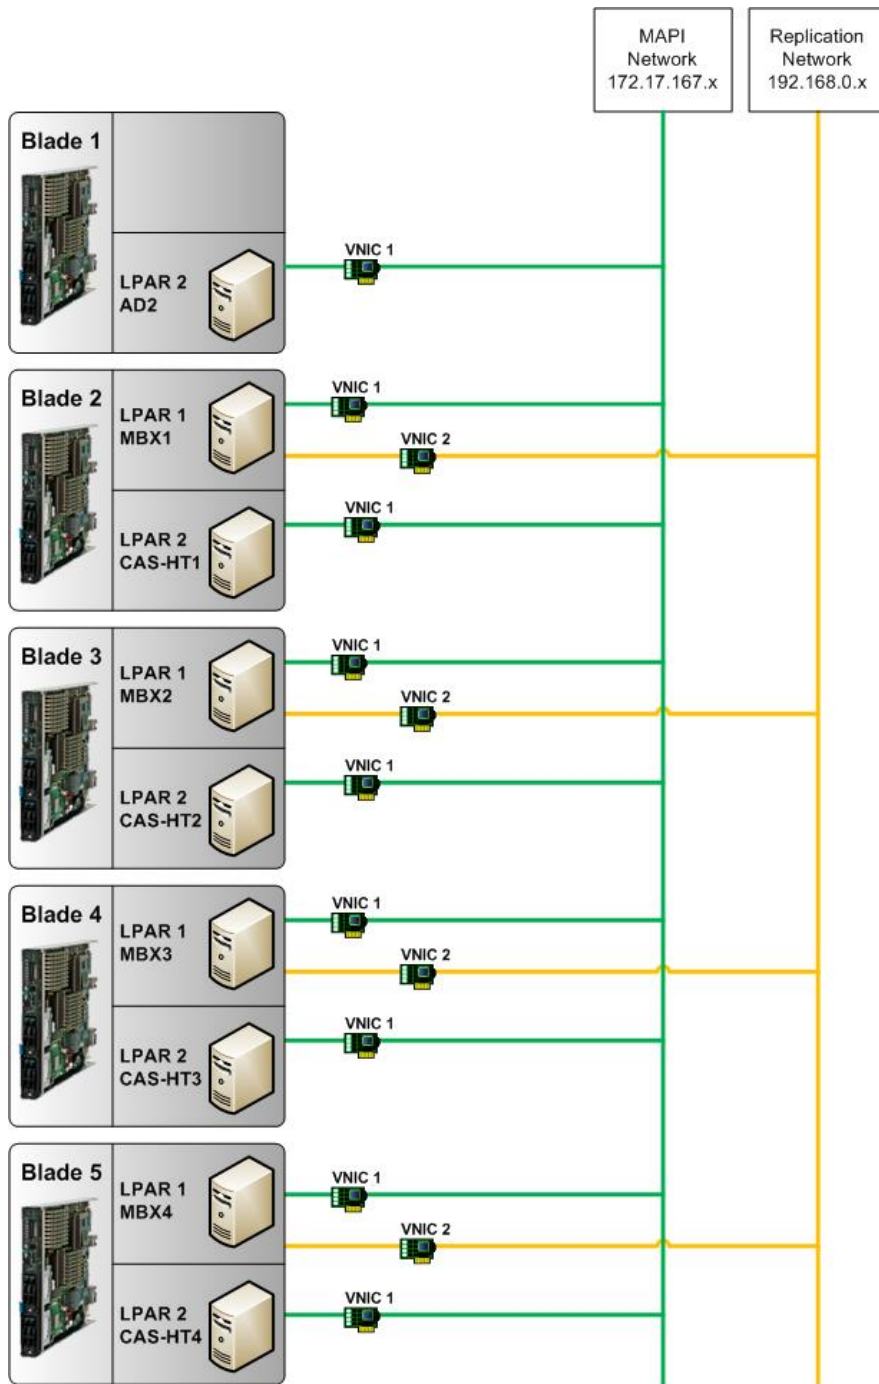 MAPI
Network
172.17.167.x
Replication
Network
192.168.0.x
Blade 1
LPAR 2
AD2
VNIC 1
Blade 2
LPAR 1
MBX1
VNIC 1
VNIC 2
LPAR 2
CAS-HT1
VNIC 1
Blade 3
LPAR 1
MBX2
VNIC 1
VNIC 2
LPAR 2
CAS-HT2
VNIC 1
Blade 4
LPAR 1
MBX3
VNIC 1
VNIC 2
LPAR 2
CAS-HT3
VNIC 1
Blade 5
LPAR 1
MBX4
VNIC 1
VNIC 2
LPAR 2
CAS-HT4
VNIC 1